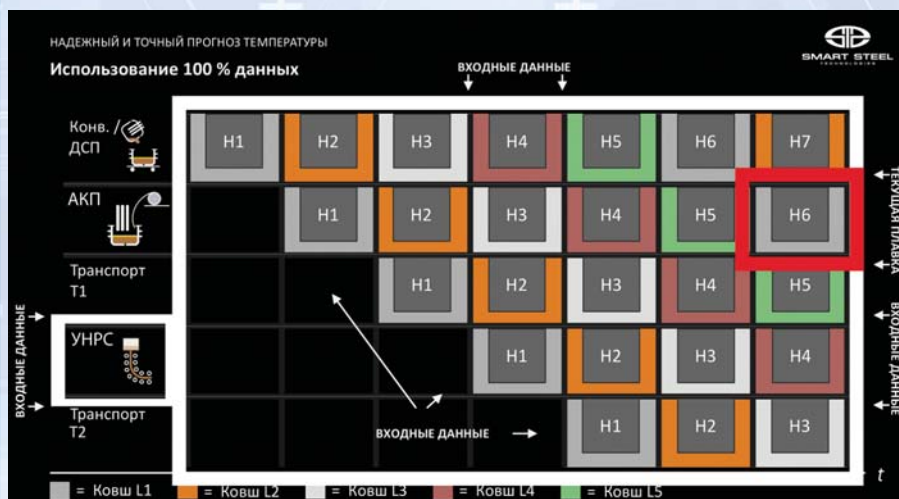 НАДЕЖНЫЙ И ТОЧНЫЙ ПРОГНОЗ ТЕМПЕРАТУРЫ
Использование 100 % данных
SMART STEEL
TECHNOLOGIES
ВХОДНЫЕ ДАННЫЕ
Конв. /
ДСП
H1 H2 H3 H4 H5 H6 H7
АКП
H1 H2 H3 H4 H5 H6
ТЕКУЩАЯ ПЛАВКА
Транспорт
T1
H1 H2 H3 H4 H5
ВХОДНЫЕ ДАННЫЕ
УНРС
H1 H2 H3 H4
ВХОДНЫЕ ДАННЫЕ
Транспорт
T2
ВХОДНЫЕ ДАННЫЕ
H1 H2 H3
t
= Ковш L1 = Ковш L2 = Ковш L3 = Ковш L4 = Ковш L5